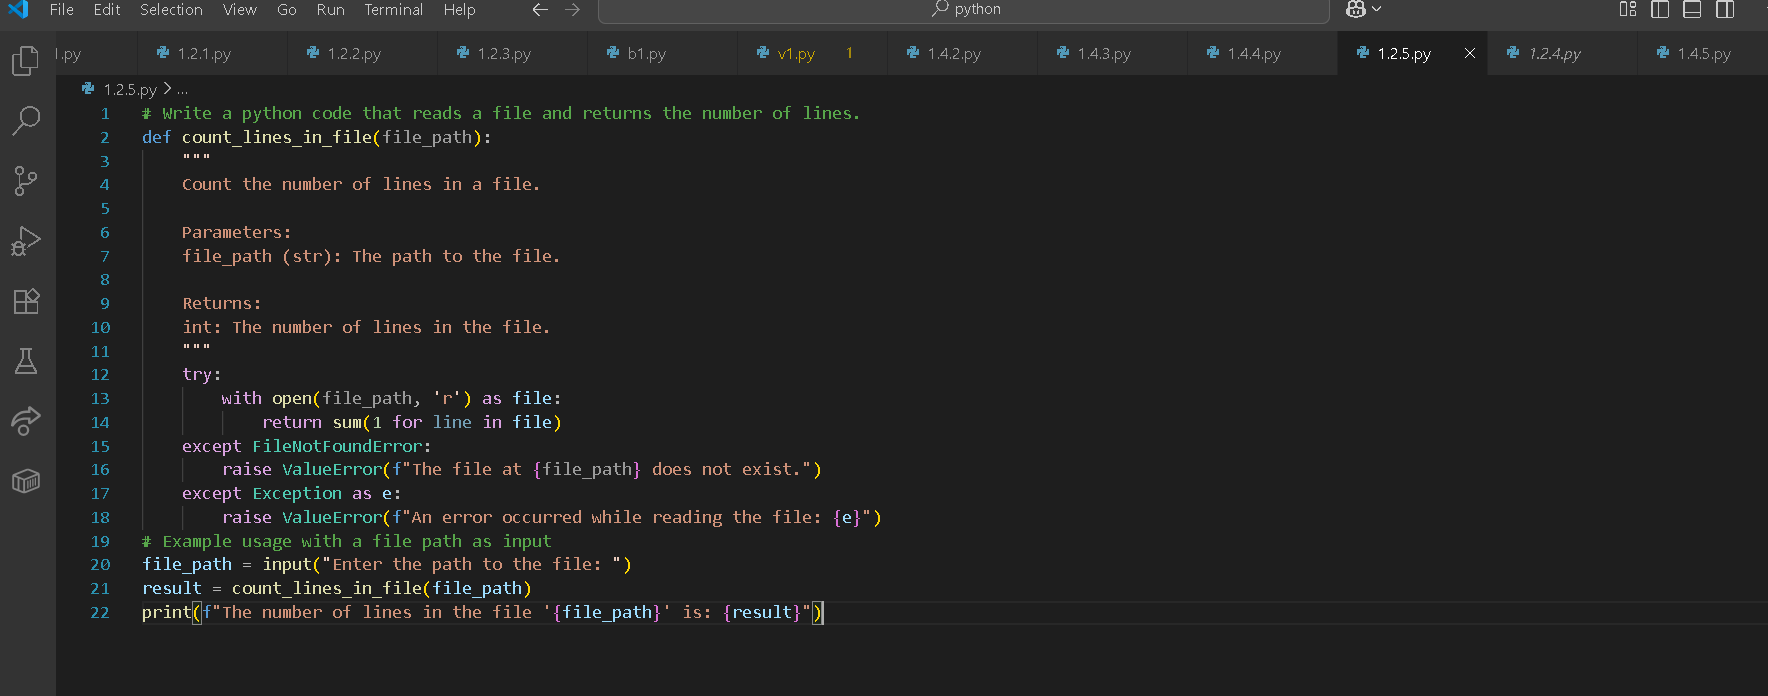 File Edit Selection View Go Run Terminal Help python
.py 1.2.1.py 1.2.2.py 1.2.3.py b1.py v1.py 1 1.4.2.py 1.4.3.py 1.4.4.py 1.2.5.py 1.2.4.py 1.4.5.py
1.2.5.py > ...
1 # Write a python code that reads a file and returns the number of lines.
2 def count_lines_in_file(file_path):
3 """
4 Count the number of lines in a file.
5
6 Parameters:
7 file_path (str): The path to the file.
8
9 Returns:
10 int: The number of lines in the file.
11 """
12 try:
13 with open(file_path, 'r') as file:
14 return sum(1 for line in file)
15 except FileNotFoundError:
16 raise ValueError(f"The file at {file_path} does not exist.")
17 except Exception as e:
18 raise ValueError(f"An error occurred while reading the file: {e}")
19 # Example usage with a file path as input
20 file_path = input("Enter the path to the file: ")
21 result = count_lines_in_file(file_path)
22 print(f"The number of lines in the file '{file_path}' is: {result}")